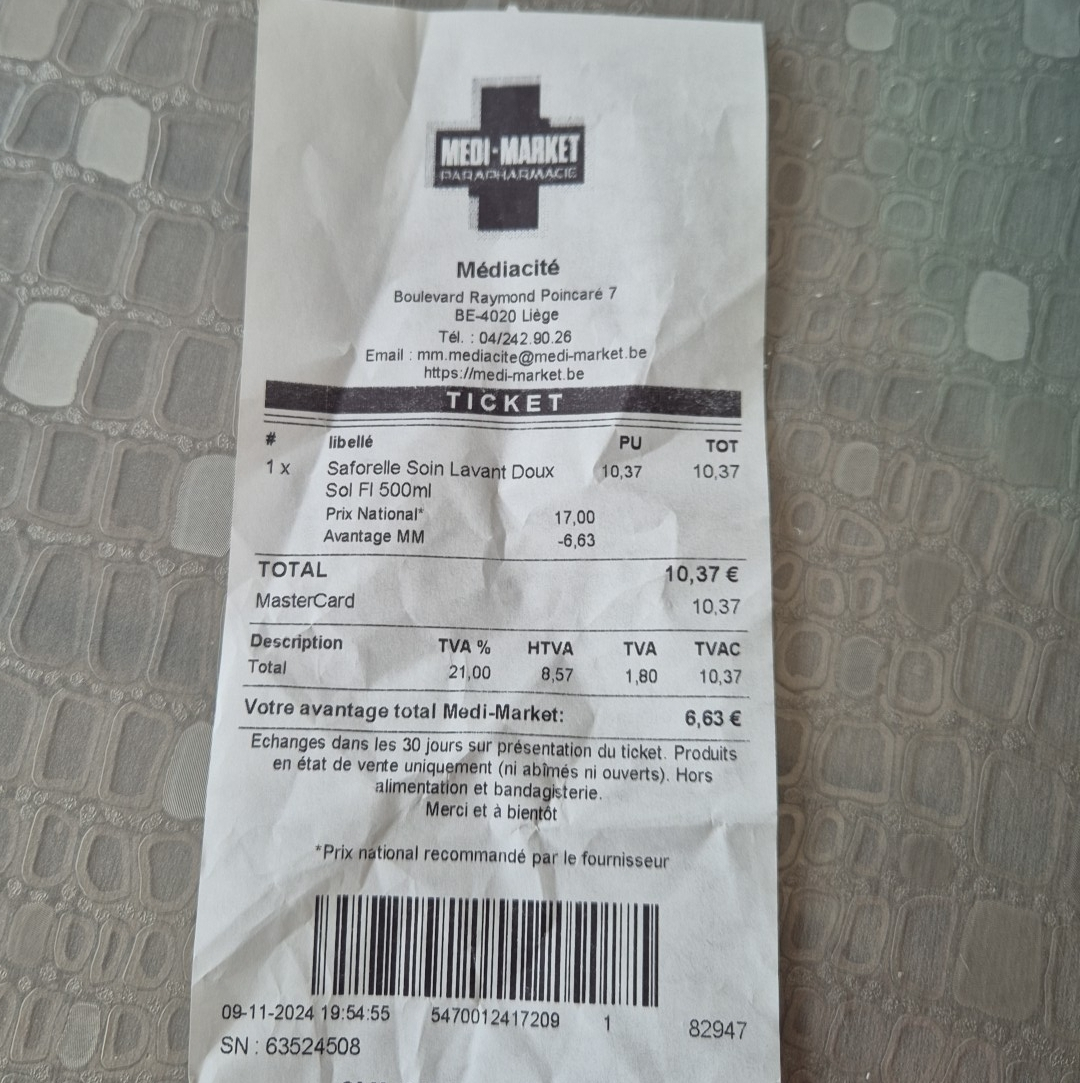 MEDI-MARKET
PARAPHARMACIE
Médiacité
Boulevard Raymond Poincaré 7
BE-4020 Liège
Tél. : 04/242.90.26
Email : mm.mediacite@medi-market.be
https://medi-market.be
TICKET
# libellé PU TOT
1 x Saforelle Soin Lavant Doux 10,37 10,37
Sol Fl 500ml
Prix National* 17,00
Avantage MM -6,63
TOTAL 10,37 €
MasterCard 10,37
Description TVA % HTVA TVA TVAC
Total 21,00 8,57 1,80 10,37
Votre avantage total Medi-Market: 6,63 €
Echanges dans les 30 jours sur présentation du ticket. Produits
en état de vente uniquement (ni abîmés ni ouverts). Hors
alimentation et bandagisterie.
Merci et à bientôt
*Prix national recommandé par le fournisseur
09-11-2024 19:54:55 5470012417209 1 82947
SN : 63524508